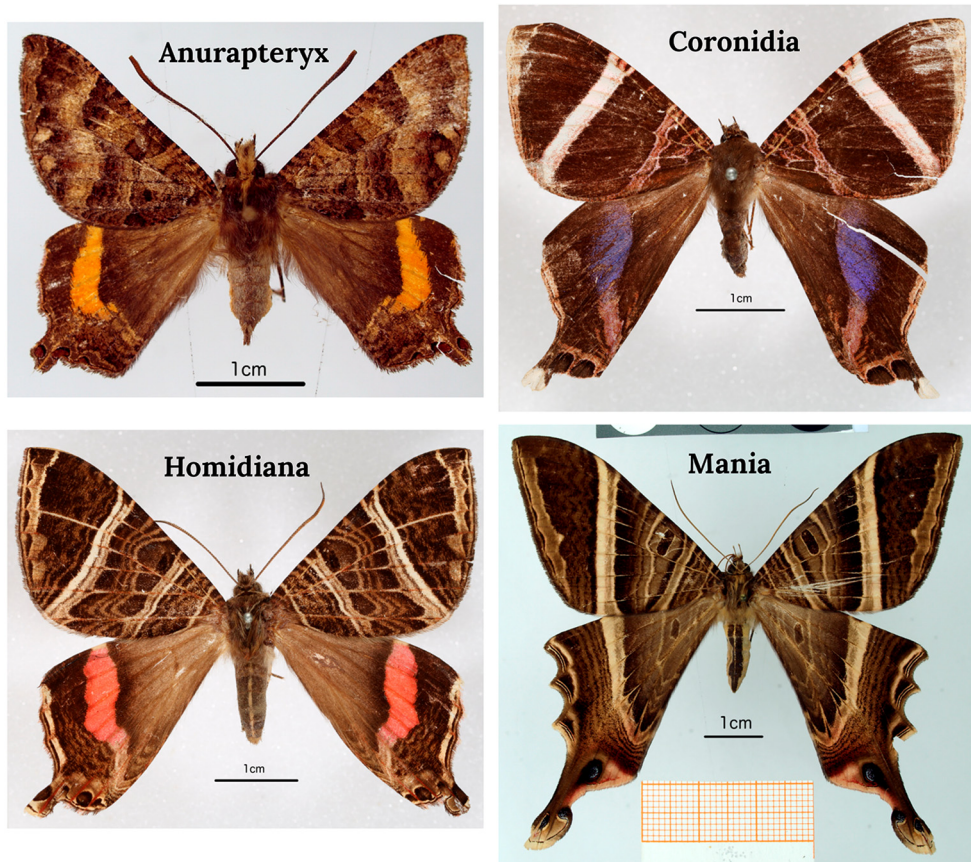 Anurapteryx
Coronidia
1cm
1cm
Homidiana
Mania
1cm
1cm